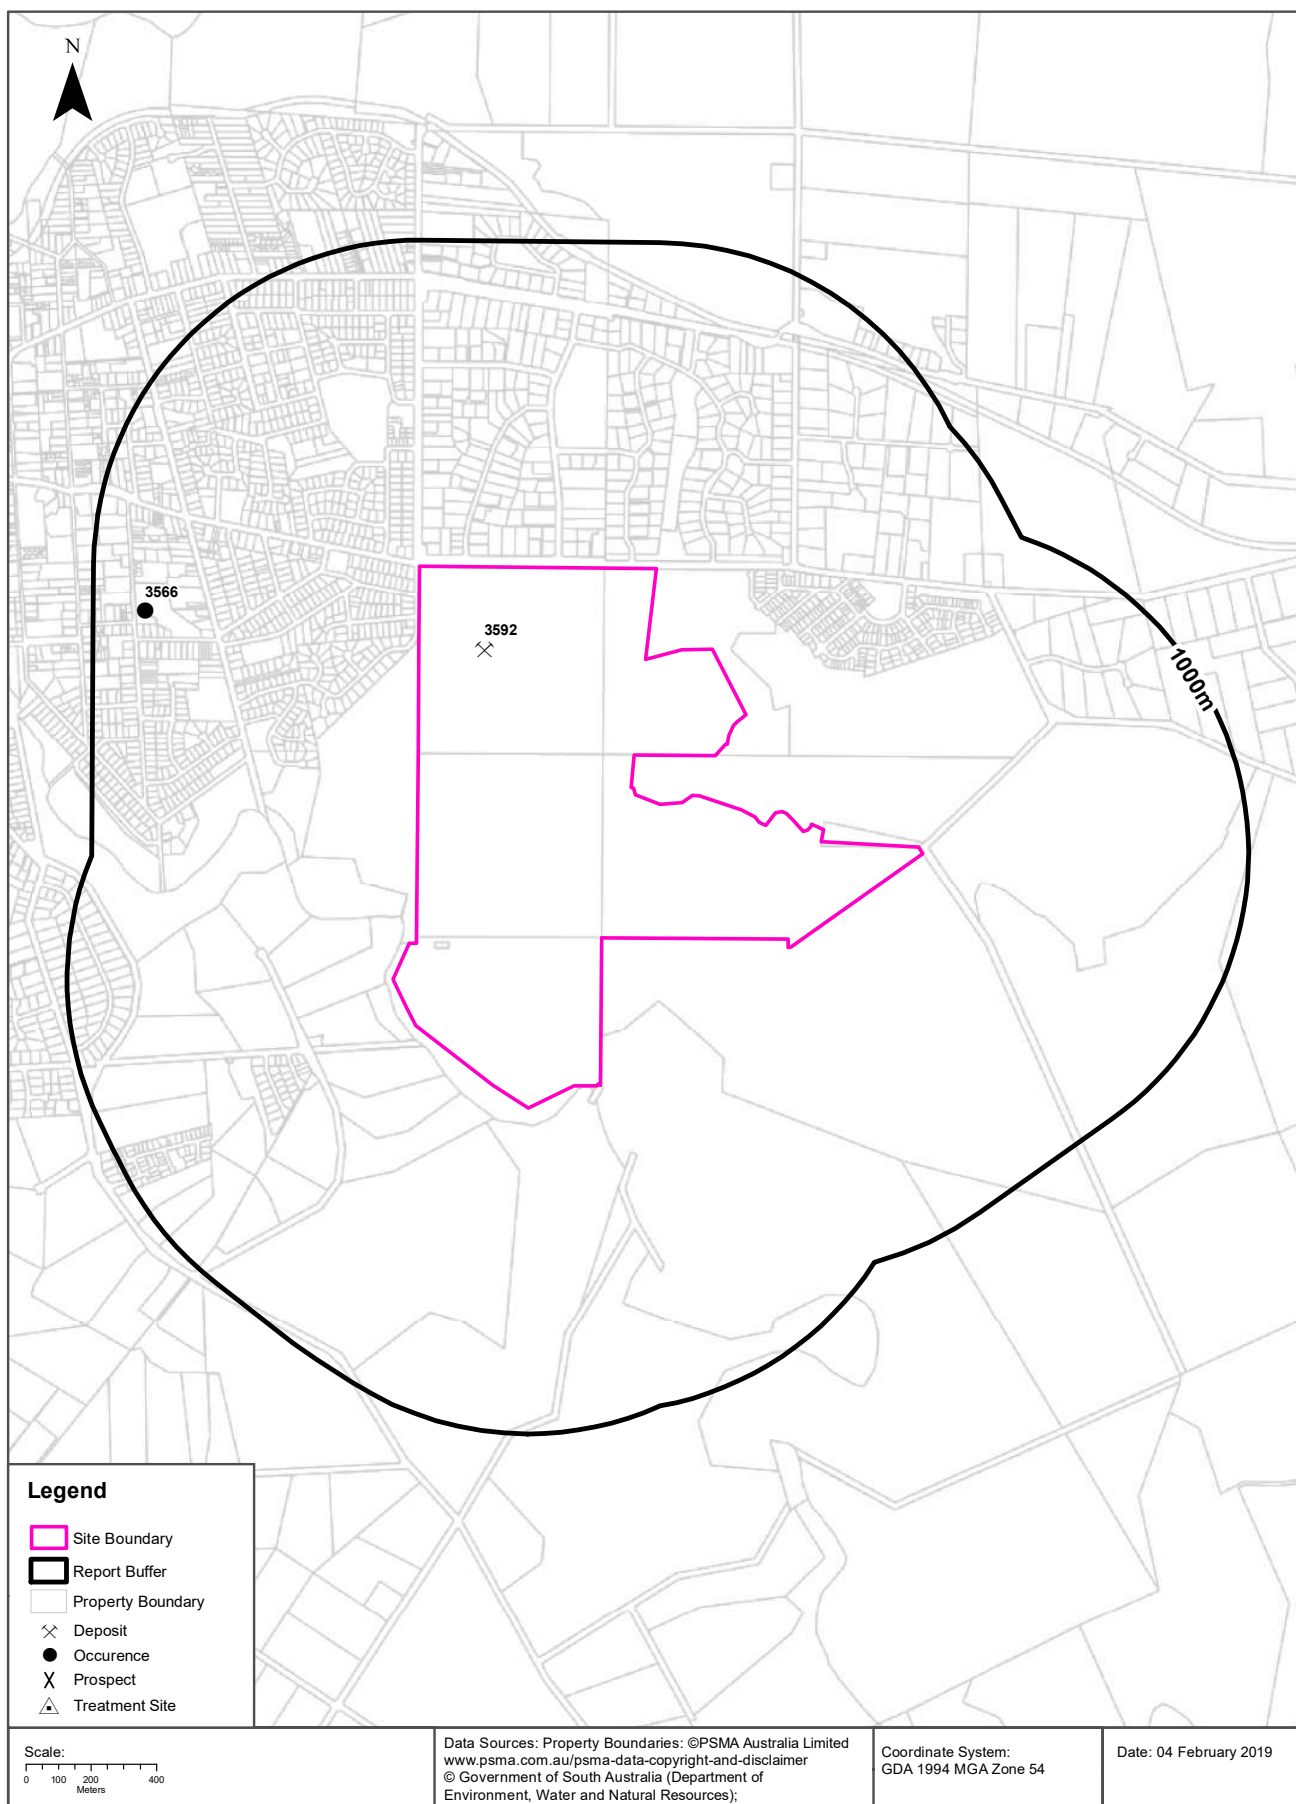 N
3566
3592
1000m
Legend
Site Boundary
Report Buffer
Property Boundary
Deposit
Occurence
Prospect
Treatment Site
Scale:
0 100 200 400
Meters
Data Sources: Property Boundaries: ©PSMA Australia Limited
www.psma.com.au/psma-data-copyright-and-disclaimer
© Government of South Australia (Department of
Environment, Water and Natural Resources);
Coordinate System:
GDA 1994 MGA Zone 54
Date: 04 February 2019